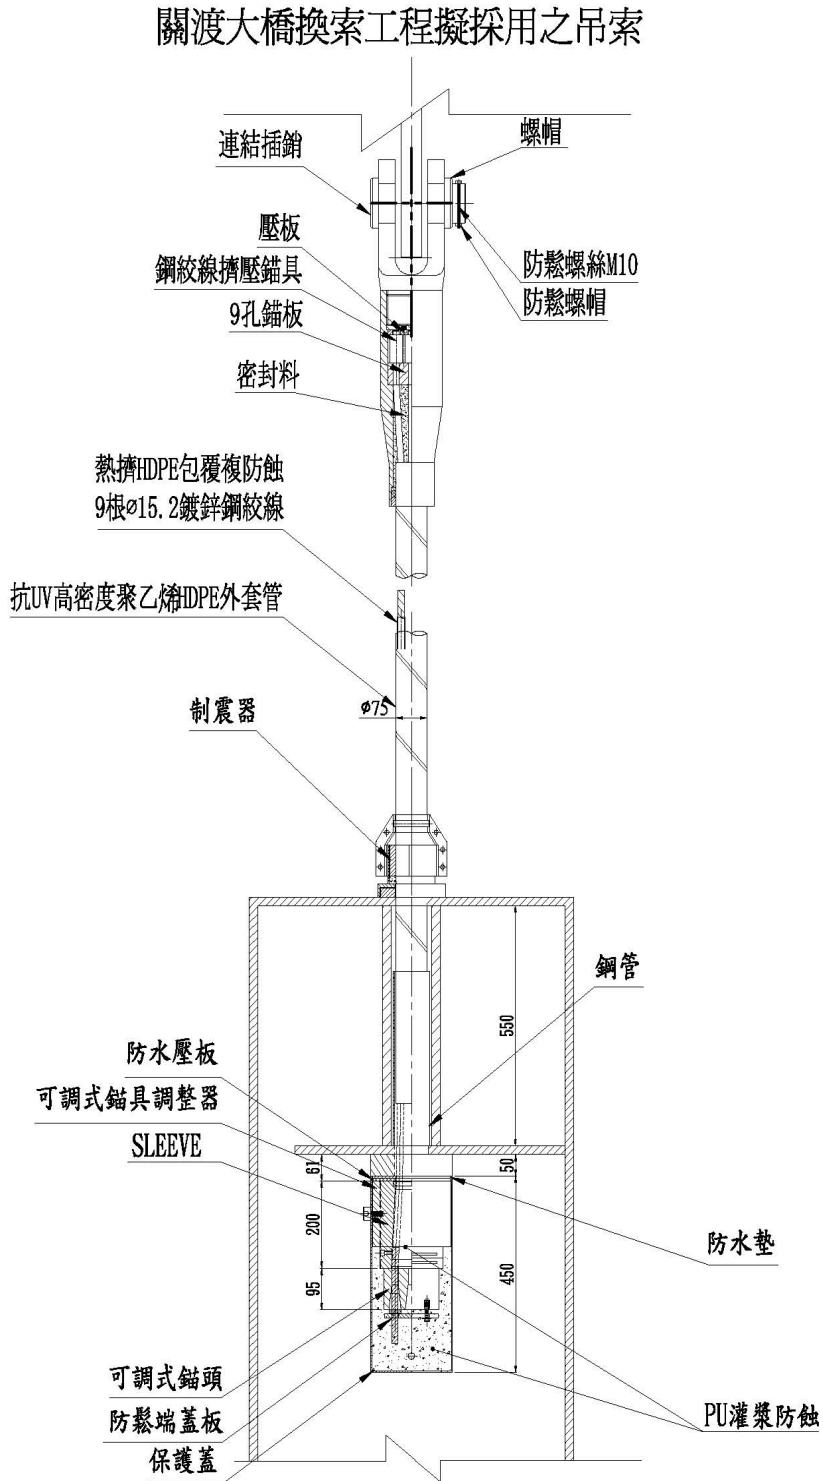 關渡大橋換索工程擬採用之吊索
連結插銷
螺帽
壓板
鋼絞線擠壓錨具
9孔錨板
密封料
防鬆螺絲M10
防鬆螺帽
熱擠HDPE包覆複防蝕
9根ø15.2鍍鋅鋼絞線
抗UV高密度聚乙烯HDPE外套管
ø75
制震器
鋼管
550
防水壓板
可調式錨具調整器
SLEEVE
61
50
200
防水墊
450
95
可調式錨頭
防鬆端蓋板
保護蓋
PU灌漿防蝕